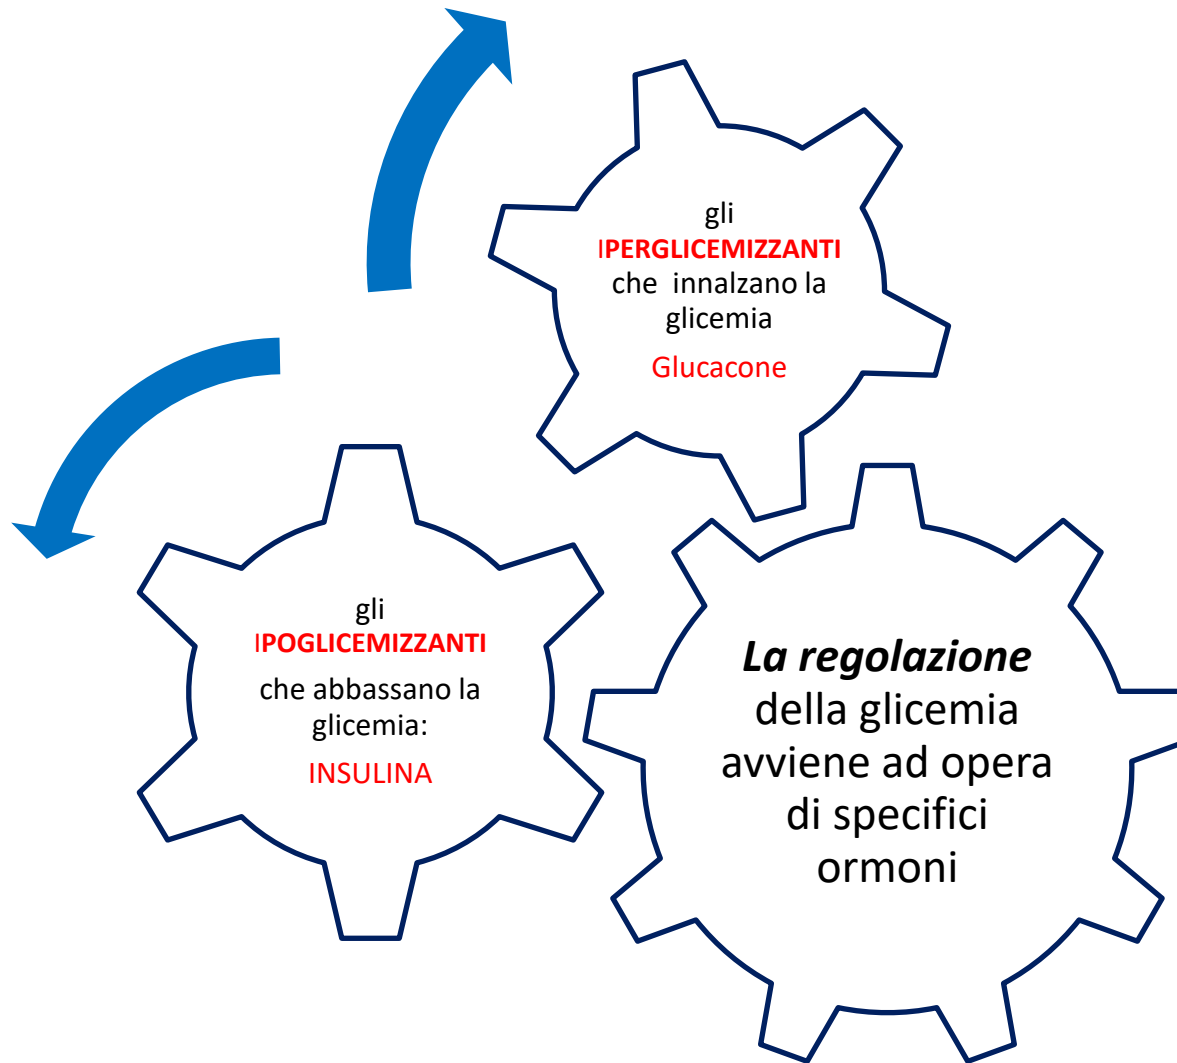 gli
IPERGLICEMIZZANTI
che innalzano la
glicemia
Glucacone
gli
IPOGLICEMIZZANTI
che abbassano la
glicemia:
INSULINA
La regolazione
della glicemia
avviene ad opera
di specifici
ormoni